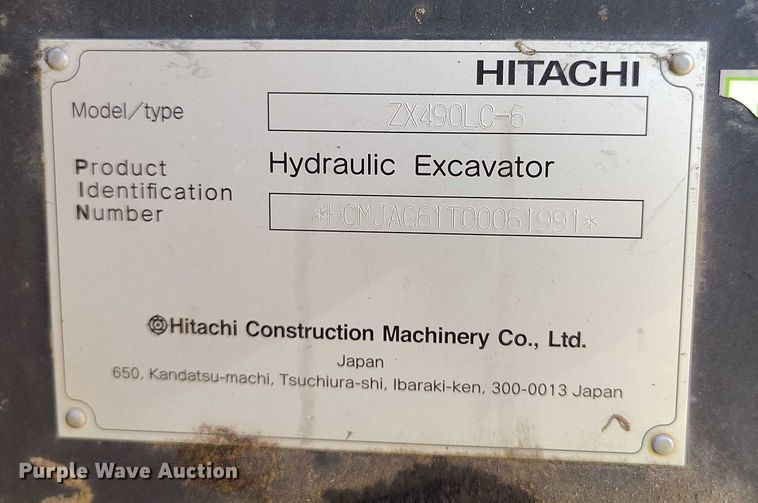 HITACHI
Model/type ZX490LC-6
Product Hydraulic Excavator
Identification
Number *HCMJAG61T00061991*
Hitachi Construction Machinery Co., Ltd.
Japan
650, Kandatsu-machi, Tsuchiura-shi, Ibaraki-ken, 300-0013 Japan
Purple Wave Auction